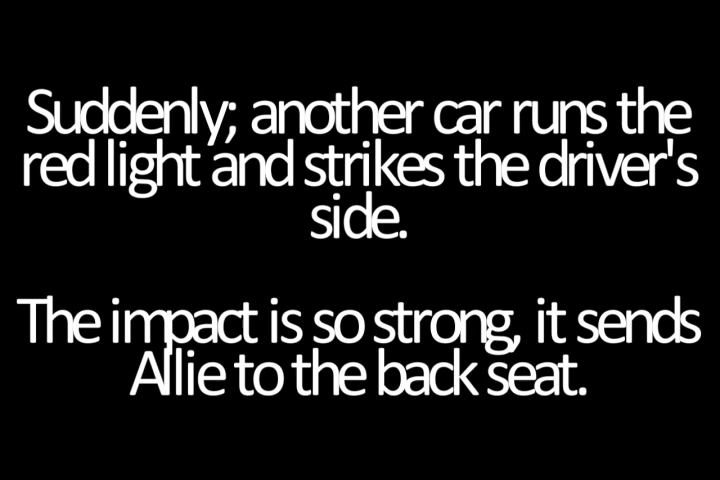 Suddenly; another car runs the
red light and strikes the driver's
side.
The impact is so strong, it sends
Allie to the back seat.